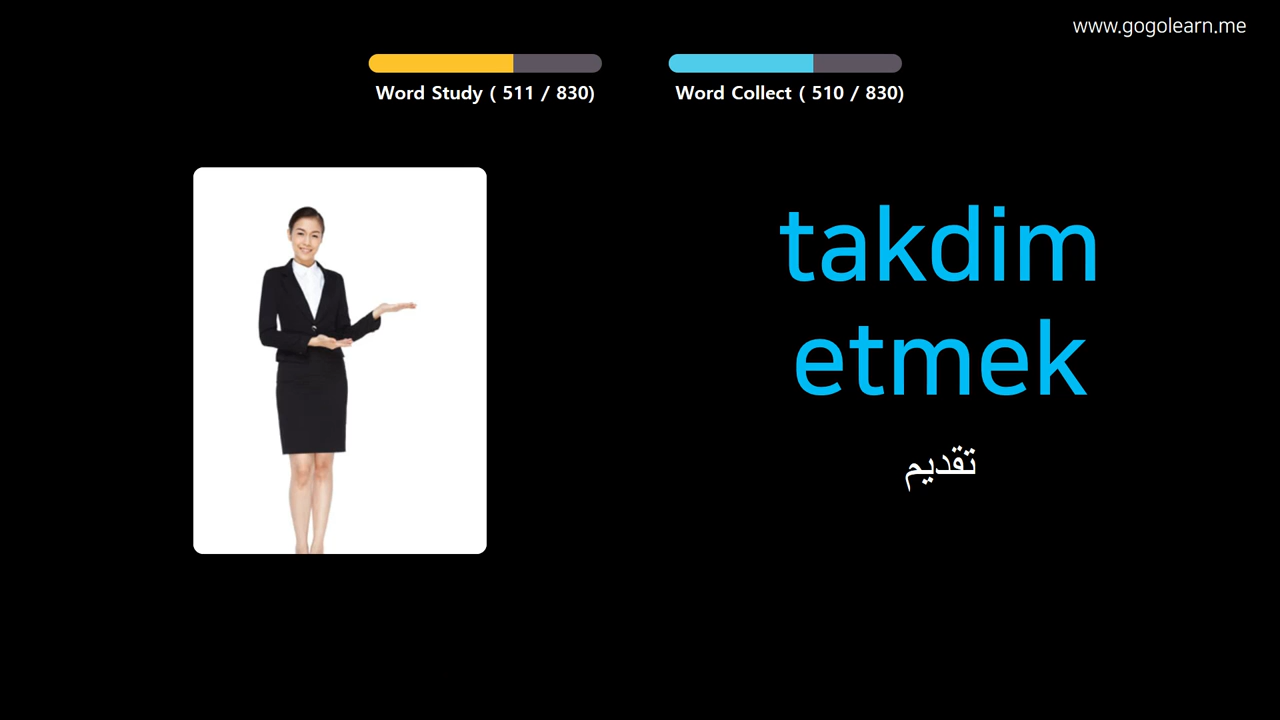 www.gogolearn.me
Word Study ( 511 / 830)
Word Collect ( 510 / 830)
takdim
etmek
تقديم